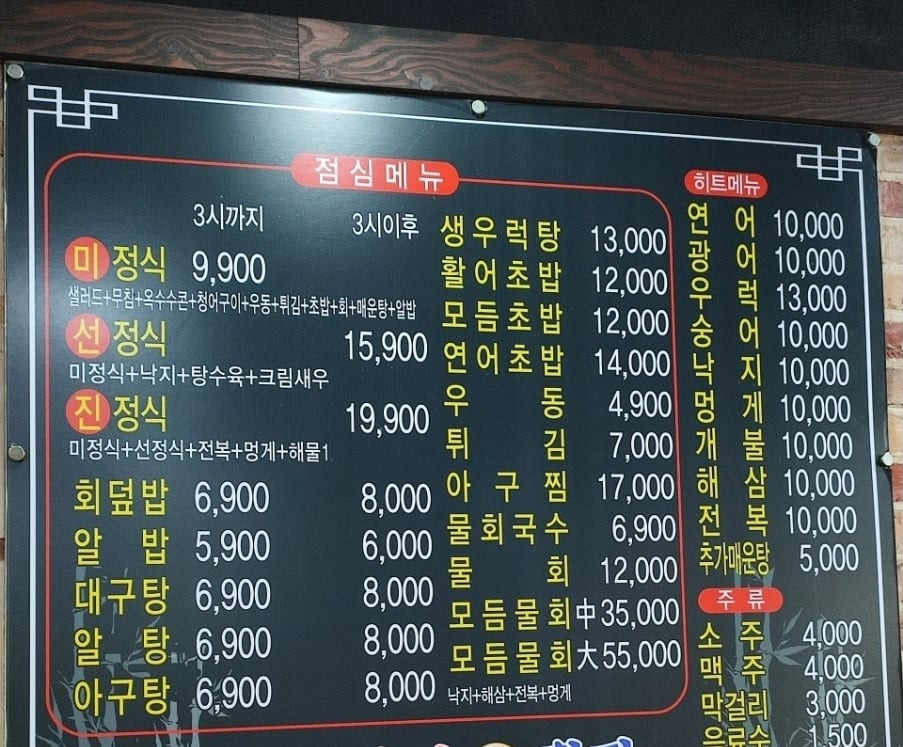 점심메뉴
3시까지 3시이후
미정식 9,900
샐러드+무침+옥수수콘+청어구이+우동+튀김+초밥+회+매운탕+알밥
선정식 15,900
미정식+낙지+탕수육+크림새우
진정식 19,900
미정식+선정식+전복+멍게+해물1
회덮밥 6,900 8,000
알밥 5,900 6,000
대구탕 6,900 8,000
알탕 6,900 8,000
아구탕 6,900 8,000
생우럭탕 13,000
활어초밥 12,000
모듬초밥 12,000
연어초밥 14,000
우동 4,900
튀김 7,000
아구찜 17,000
물회국수 6,900
물회 12,000
모듬물회 中 35,000
모듬물회 大 55,000
낙지+해삼+전복+멍게
히트메뉴
연어 10,000
광어 10,000
우럭 13,000
숭어 10,000
낙지 10,000
멍게 10,000
개불 10,000
해삼 10,000
전복 10,000
추가매운탕 5,000
주류
소주 4,000
맥주 4,000
막걸리 3,000
음료수 1,500